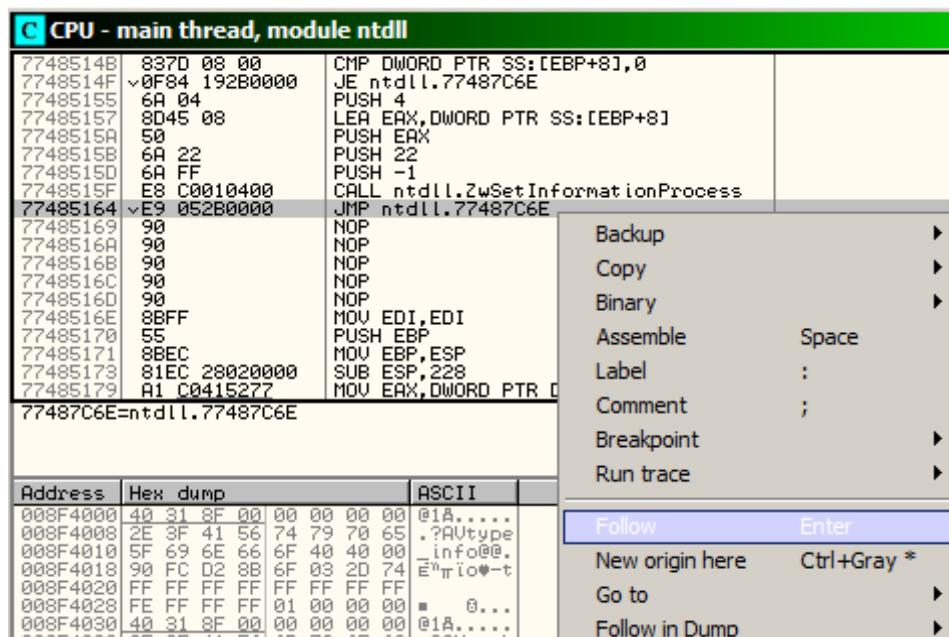 C CPU - main thread, module ntdll
7748514B 837D 08 00 CMP DWORD PTR SS:[EBP+8],0
7748514F 0F84 192B0000 JE ntdll.77487C6E
77485155 6A 04 PUSH 4
77485157 8D45 08 LEA EAX,DWORD PTR SS:[EBP+8]
7748515A 50 PUSH EAX
7748515B 6A 22 PUSH 22
7748515D 6A FF PUSH -1
7748515F E8 C0010400 CALL ntdll.ZwSetInformationProcess
77485164 E9 052B0000 JMP ntdll.77487C6E
77485169 90 NOP
7748516A 90 NOP
7748516B 90 NOP
7748516C 90 NOP
7748516D 90 NOP
7748516E 8BFF MOV EDI,EDI
77485170 55 PUSH EBP
77485171 8BEC MOV EBP,ESP
77485173 81EC 28020000 SUB ESP,228
77485179 A1 C0415277 MOV EAX,DWORD PTR D
77487C6E=ntdll.77487C6E
Address Hex dump ASCII
008F4000 40 31 8F 00 00 00 00 00 @1Å.....
008F4008 2E 3F 41 56 74 79 70 65 .?AVtype
008F4010 5F 69 6E 66 6F 40 40 00 _info@@.
008F4018 90 FC D2 8B 6F 03 2D 74 Éⁿ╥ïo♥-t
008F4020 FF FF FF FF FF FF FF FF
008F4028 FE FF FF FF 01 00 00 00 ■   ☺...
008F4030 40 31 8F 00 00 00 00 00 @1Å.....
Backup
Copy
Binary
Assemble Space
Label :
Comment ;
Breakpoint
Run trace
Follow Enter
New origin here Ctrl+Gray *
Go to
Follow in Dump